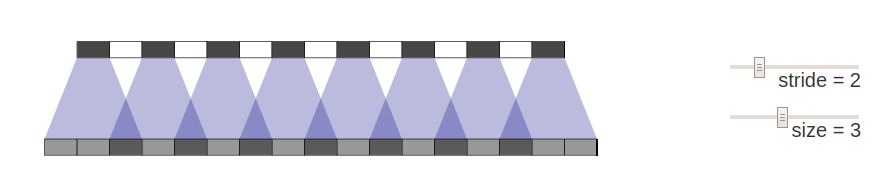 stride = 2
size = 3